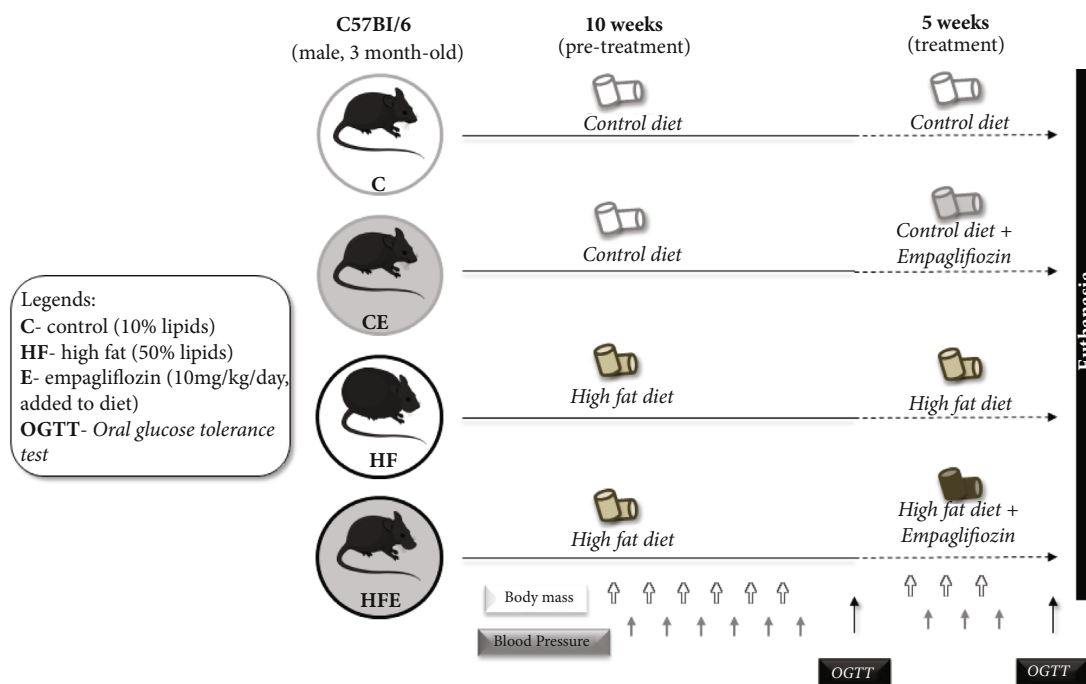 C57BI/6
(male, 3 month-old)
10 weeks
(pre-treatment)
5 weeks
(treatment)
C
Control diet
Control diet
CE
Control diet
Control diet +
Empaglifiozin
HF
High fat diet
High fat diet
HFE
High fat diet
High fat diet +
Empaglifiozin
Euthanasia
Legends:
C- control (10% lipids)
HF- high fat (50% lipids)
E- empagliflozin (10mg/kg/day,
added to diet)
OGTT- Oral glucose tolerance
test
Body mass
Blood Pressure
OGTT
OGTT